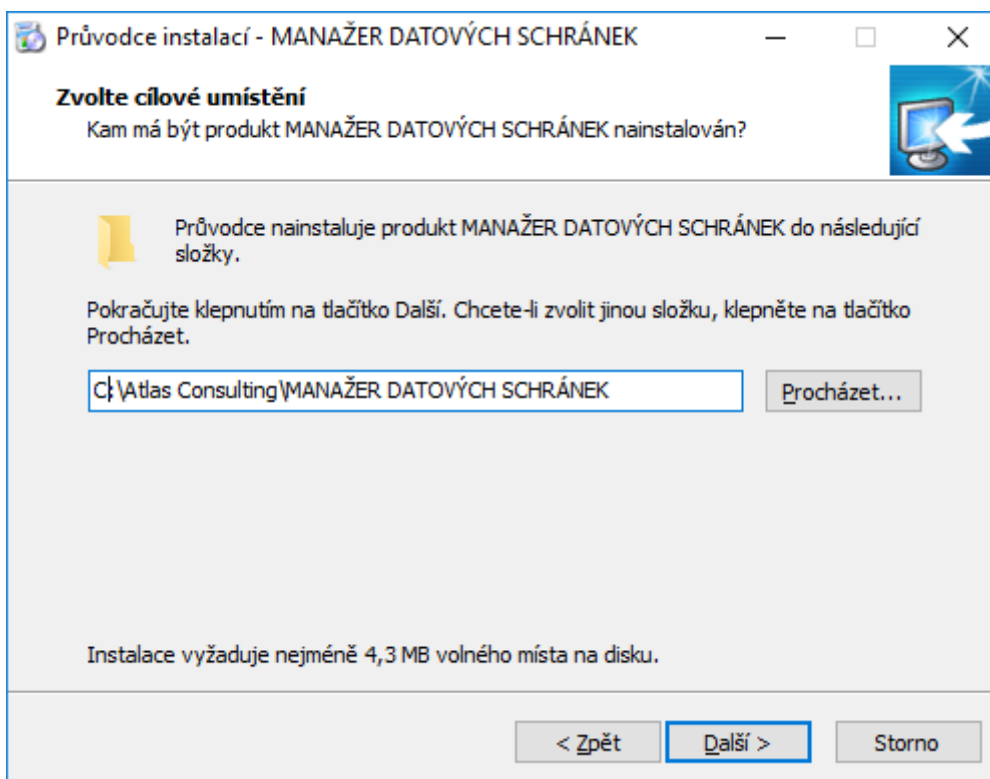 Průvodce instalací - MANAŽER DATOVÝCH SCHRÁNEK
Zvolte cílové umístění
Kam má být produkt MANAŽER DATOVÝCH SCHRÁNEK nainstalován?
Průvodce nainstaluje produkt MANAŽER DATOVÝCH SCHRÁNEK do následující
složky.
Pokračujte klepnutím na tlačítko Další. Chcete-li zvolit jinou složku, klepněte na tlačítko
Procházet.
C:\Atlas Consulting\MANAŽER DATOVÝCH SCHRÁNEK
Procházet...
Instalace vyžaduje nejméně 4,3 MB volného místa na disku.
< Zpět
Další >
Storno